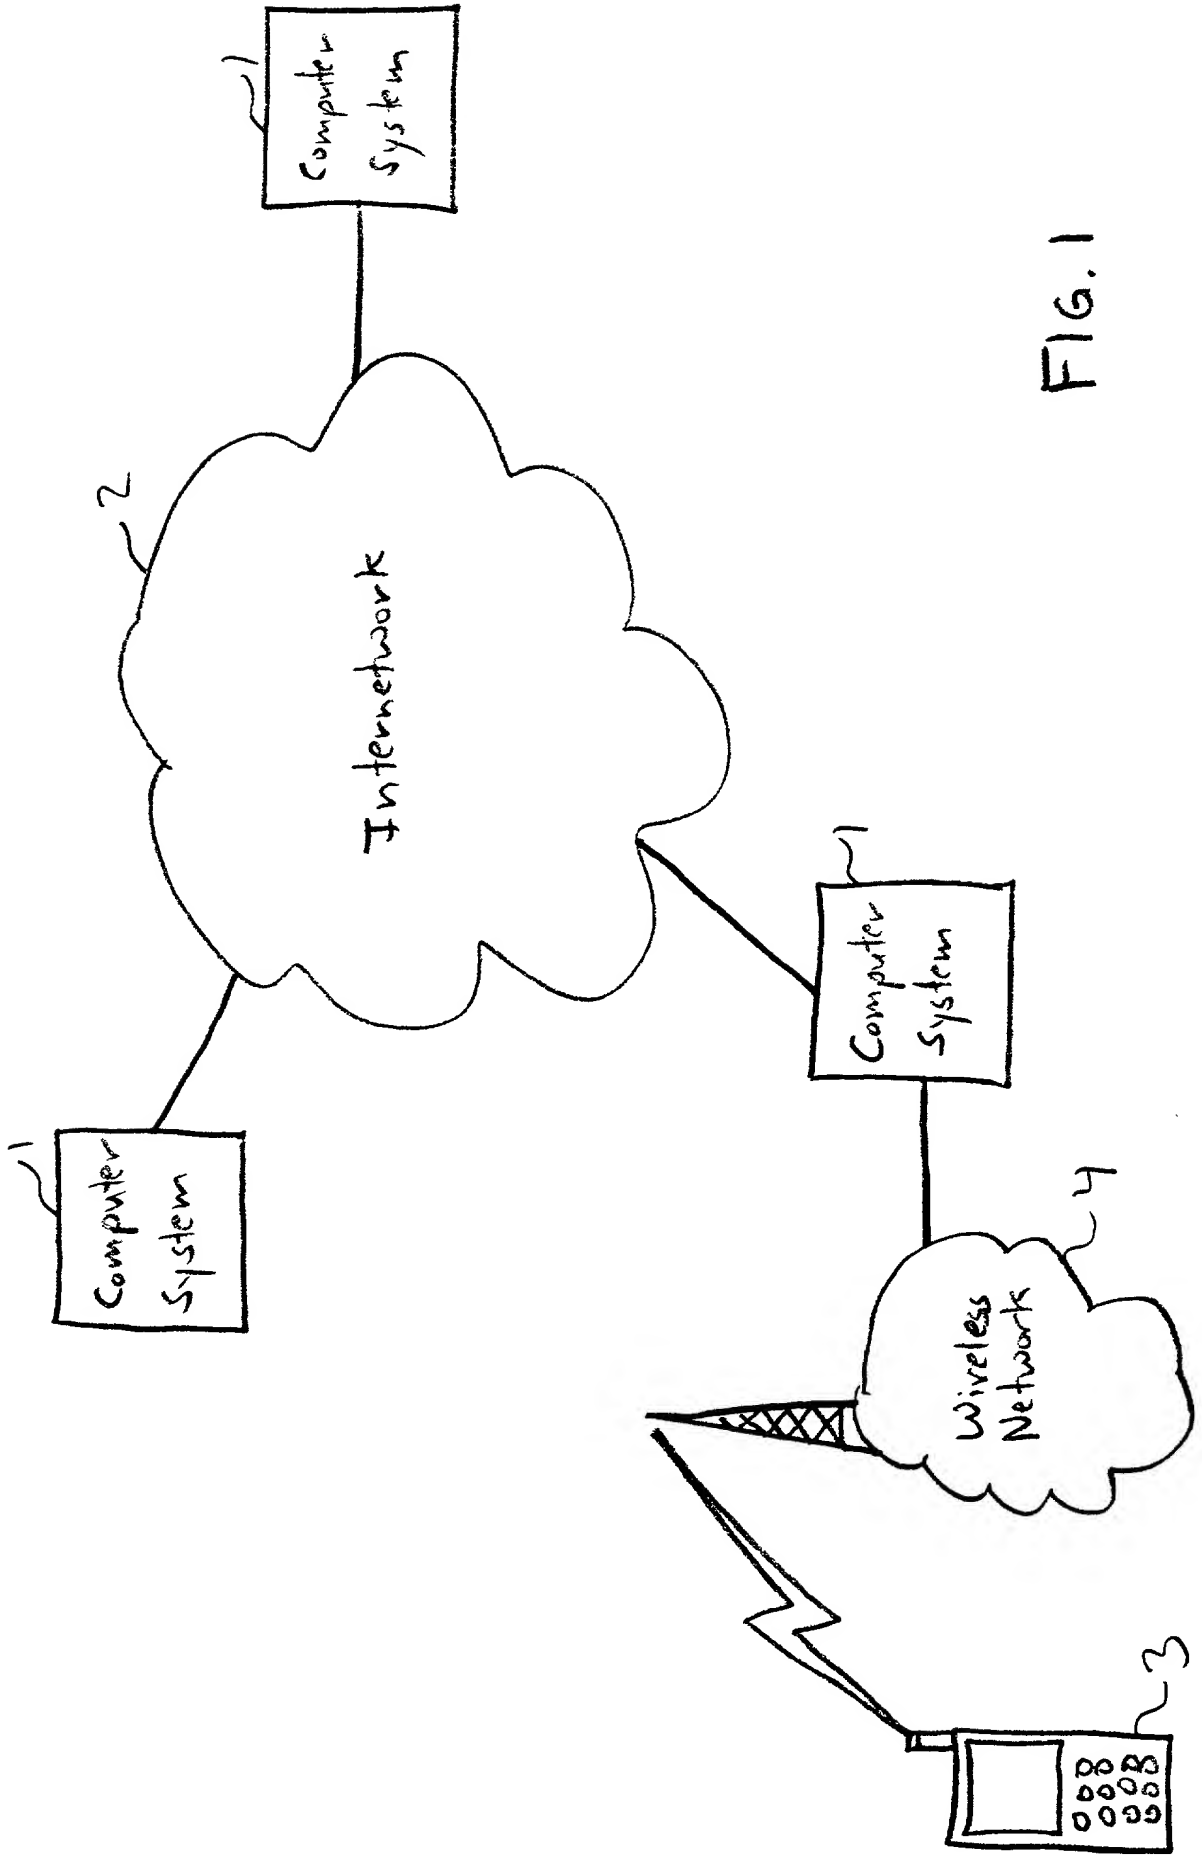 1
Computer
System
2
Internetwork
1
Computer
System
1
Computer
System
4
Wireless
Network
3
FIG. 1